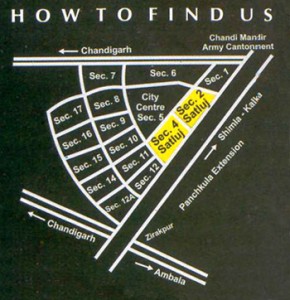 HOW TO FIND US
Chandi Mandir
Army Cantonment
Chandigarh
Sec. 7
Sec. 6
Sec. 1
Sec. 17
Sec. 8
City
Centre
Sec. 5
Sec. 2
Satluj
Sec. 16
Sec. 9
Sec. 4
Satluj
Sec. 15
Sec. 10
Sec. 14
Sec. 11
Sec. 12A
Sec. 12
Shimla - Kalka
Panchkula Extension
Chandigarh
Zirakpur
Ambala